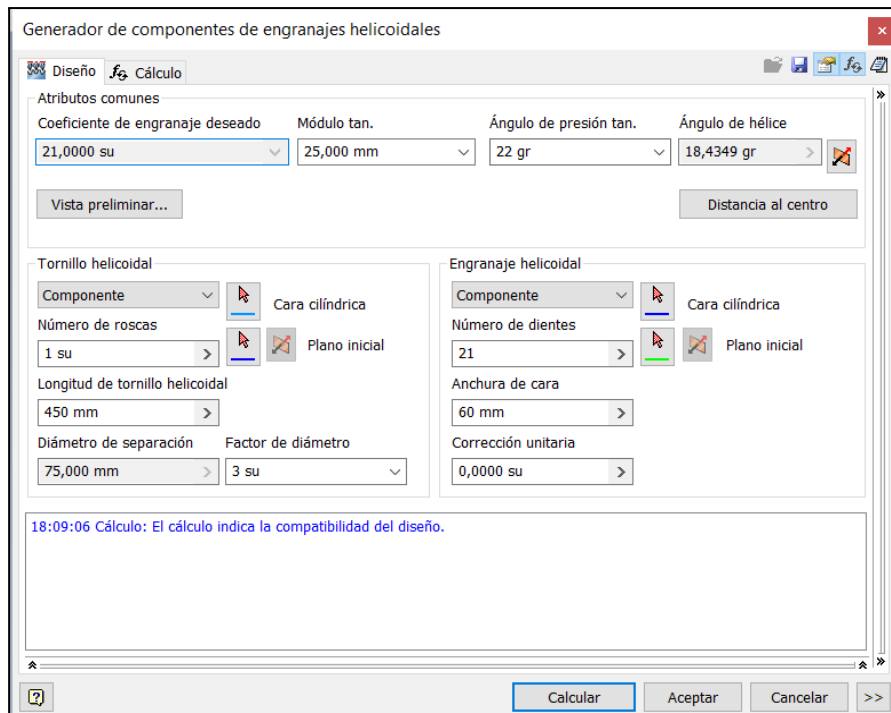 Generador de componentes de engranajes helicoidales
Diseño
Cálculo
Atributos comunes
Coeficiente de engranaje deseado
Módulo tan.
Ángulo de presión tan.
Ángulo de hélice
21,0000 su
25,000 mm
22 gr
18,4349 gr
Vista preliminar...
Distancia al centro
Tornillo helicoidal
Componente
Cara cilíndrica
Número de roscas
1 su
Plano inicial
Longitud de tornillo helicoidal
450 mm
Diámetro de separación
Factor de diámetro
75,000 mm
3 su
Engranaje helicoidal
Componente
Cara cilíndrica
Número de dientes
21
Plano inicial
Anchura de cara
60 mm
Corrección unitaria
0,0000 su
18:09:06 Cálculo: El cálculo indica la compatibilidad del diseño.
Calcular
Aceptar
Cancelar
>>